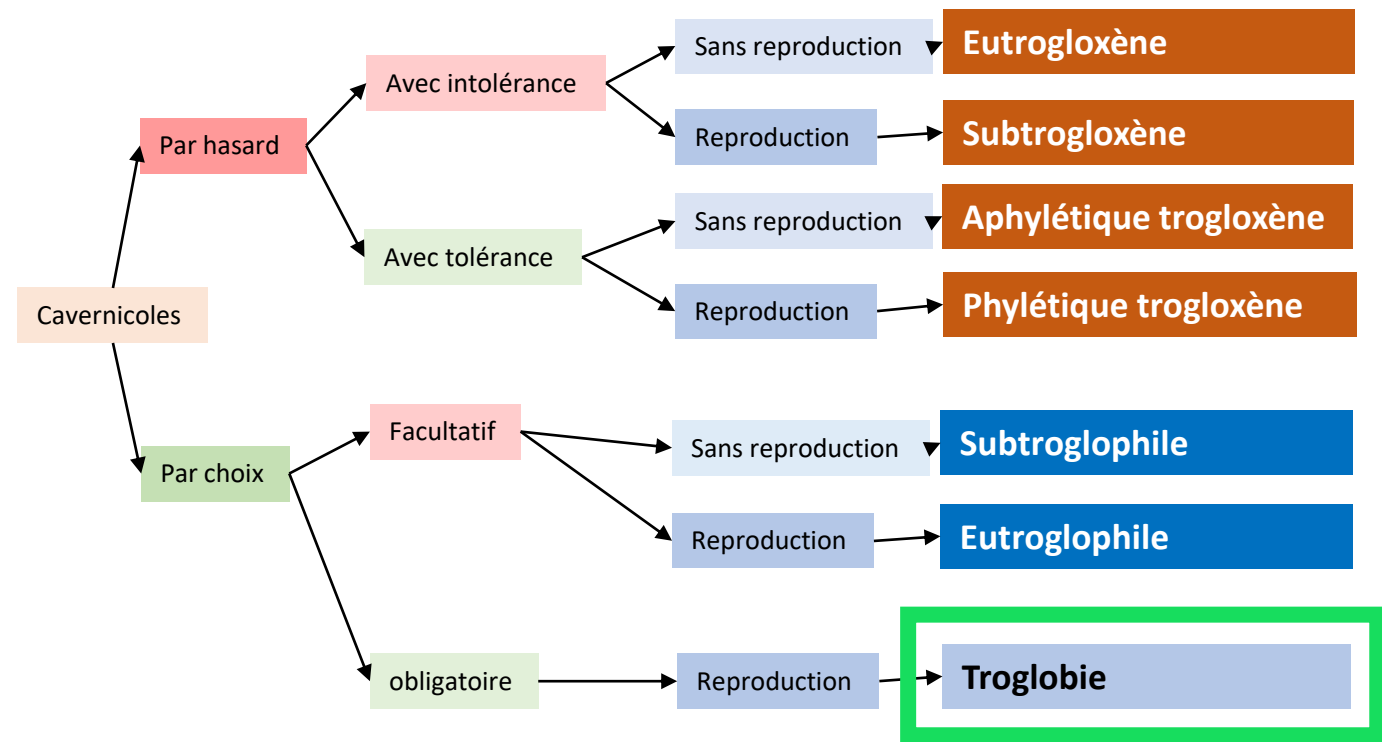 Sans reproduction
Eutrogloxène
Avec intolérance
Reproduction
Subtrogloxène
Par hasard
Sans reproduction
Aphylétique trogloxène
Avec tolérance
Reproduction
Phylétique trogloxène
Cavernicoles
Facultatif
Sans reproduction
Subtroglophile
Par choix
Reproduction
Eutroglophile
obligatoire
Reproduction
Troglobie